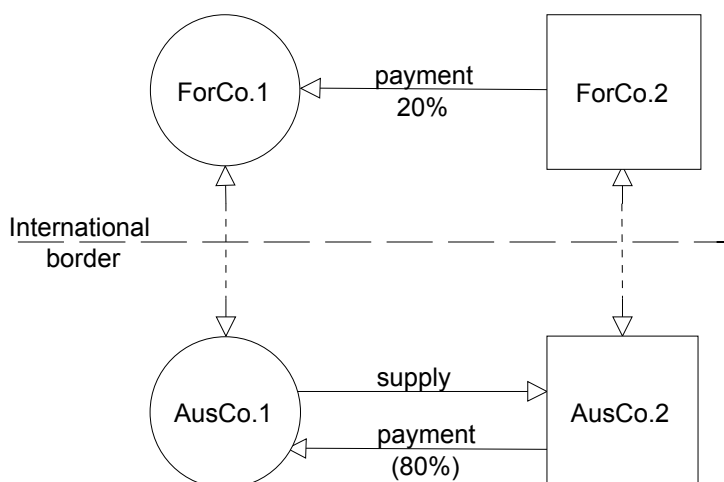 payment
ForCo.1
ForCo.2
20%
International
border
supply
AusCo.1
AusCo.2
payment
(80%)